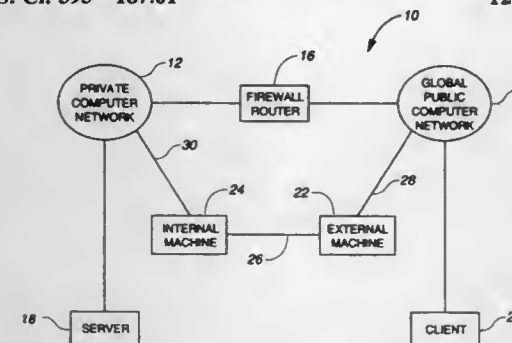 10
12
16
PRIVATE
COMPUTER
NETWORK
FIREWALL
ROUTER
GLOBAL
PUBLIC
COMPUTER
NETWORK
30
28
24
22
INTERNAL
MACHINE
EXTERNAL
MACHINE
26
18
SERVER
CLIENT